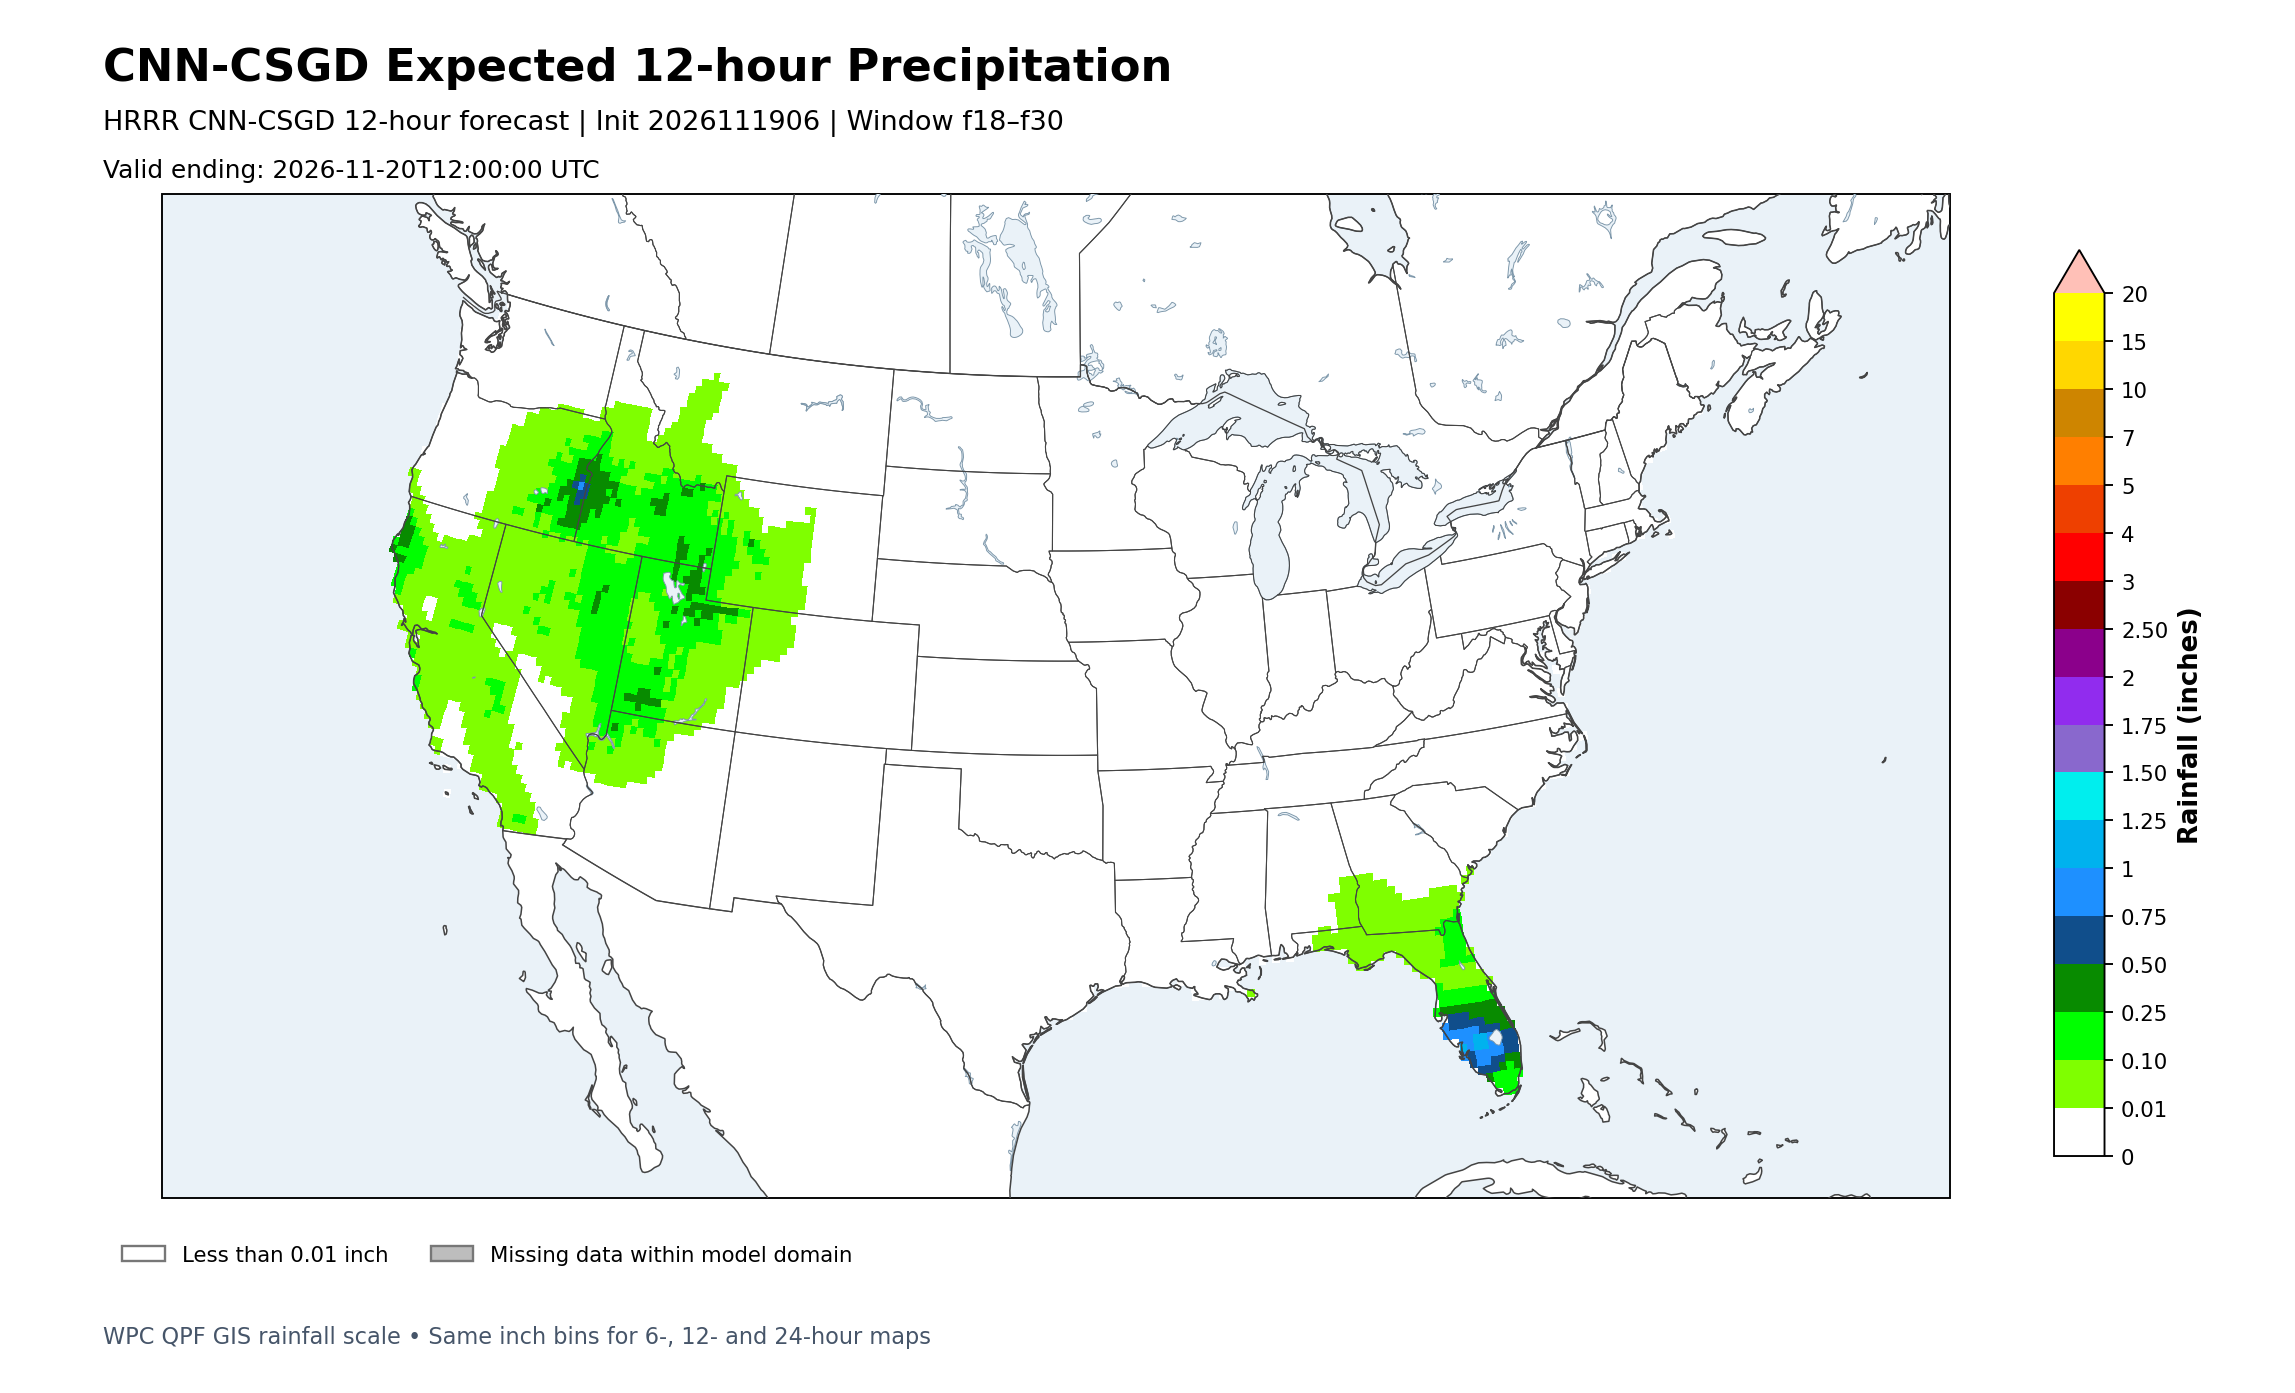 CNN-CSGD Expected 12-hour Precipitation
HRRR CNN-CSGD 12-hour forecast | Init 2026111906 | Window f18–f30
Valid ending: 2026-11-20T12:00:00 UTC
20
15
10
7
5
4
3
2.50
2
1.75
1.50
1.25
1
0.75
0.50
0.25
0.10
0.01
0
Rainfall (inches)
Less than 0.01 inch
Missing data within model domain
WPC QPF GIS rainfall scale • Same inch bins for 6-, 12- and 24-hour maps